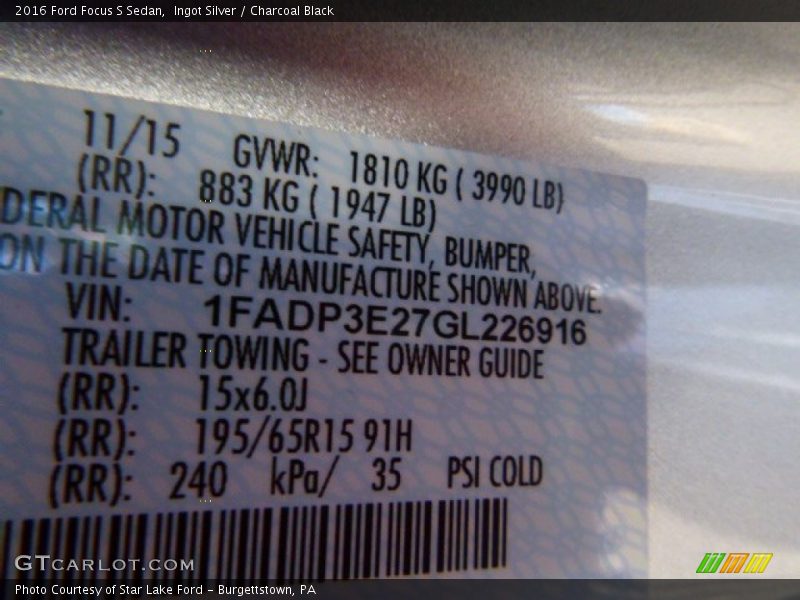 2016 Ford Focus S Sedan, Ingot Silver / Charcoal Black
11/15 GVWR: 1810 KG ( 3990 LB)
(RR): 883 KG ( 1947 LB)
DERAL MOTOR VEHICLE SAFETY, BUMPER,
ON THE DATE OF MANUFACTURE SHOWN ABOVE.
VIN: 1FADP3E27GL226916
TRAILER TOWING - SEE OWNER GUIDE
(RR): 15x6.0J
(RR): 195/65R15 91H
(RR): 240 kPa/ 35 PSI COLD
GTCARLOT.COM
Photo Courtesy of Star Lake Ford - Burgettstown, PA